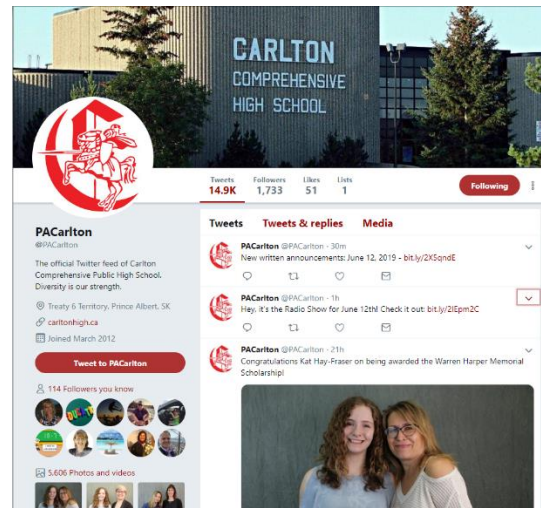 CARLTON
COMPREHENSIVE
HIGH SCHOOL
Tweets Followers Likes Lists
14.9K 1,733 51 1
Following
PACarlton
@PACarlton
The official Twitter feed of Carlton
Comprehensive Public High School.
Diversity is our strength.
Treaty 6 Territory, Prince Albert, SK
carltonhigh.ca
Joined March 2012
Tweet to PACarlton
114 Followers you know
5,606 Photos and videos
Tweets Tweets & replies Media
PACarlton @PACarlton · 30m
New written announcements: June 12, 2019 - bit.ly/2X5qndE
PACarlton @PACarlton · 1h
Hey, it's the Radio Show for June 12th! Check it out: bit.ly/2IEpm2C
PACarlton @PACarlton · 21h
Congratulations Kat Hay-Fraser on being awarded the Warren Harper Memorial
Scholarship!